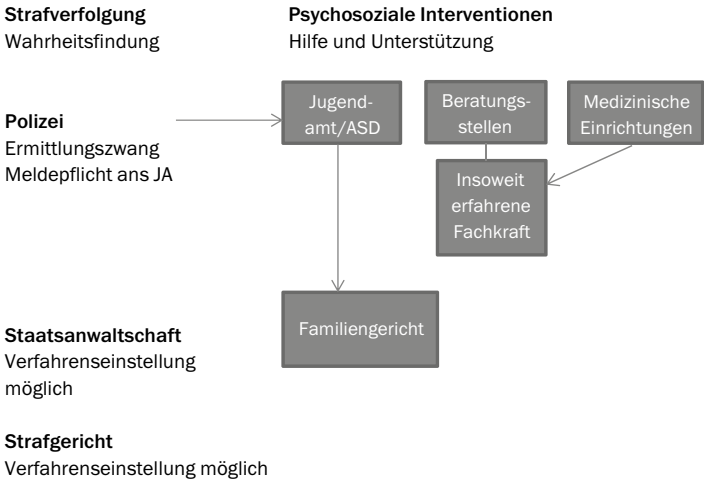 Strafverfolgung
Wahrheitsfindung
Psychosoziale Interventionen
Hilfe und Unterstützung
Polizei
Ermittlungszwang
Meldepflicht ans JA
Jugend-
amt/ASD
Beratungs-
stellen
Medizinische
Einrichtungen
Insoweit
erfahrene
Fachkraft
Familiengericht
Staatsanwaltschaft
Verfahrenseinstellung
möglich
Strafgericht
Verfahrenseinstellung möglich